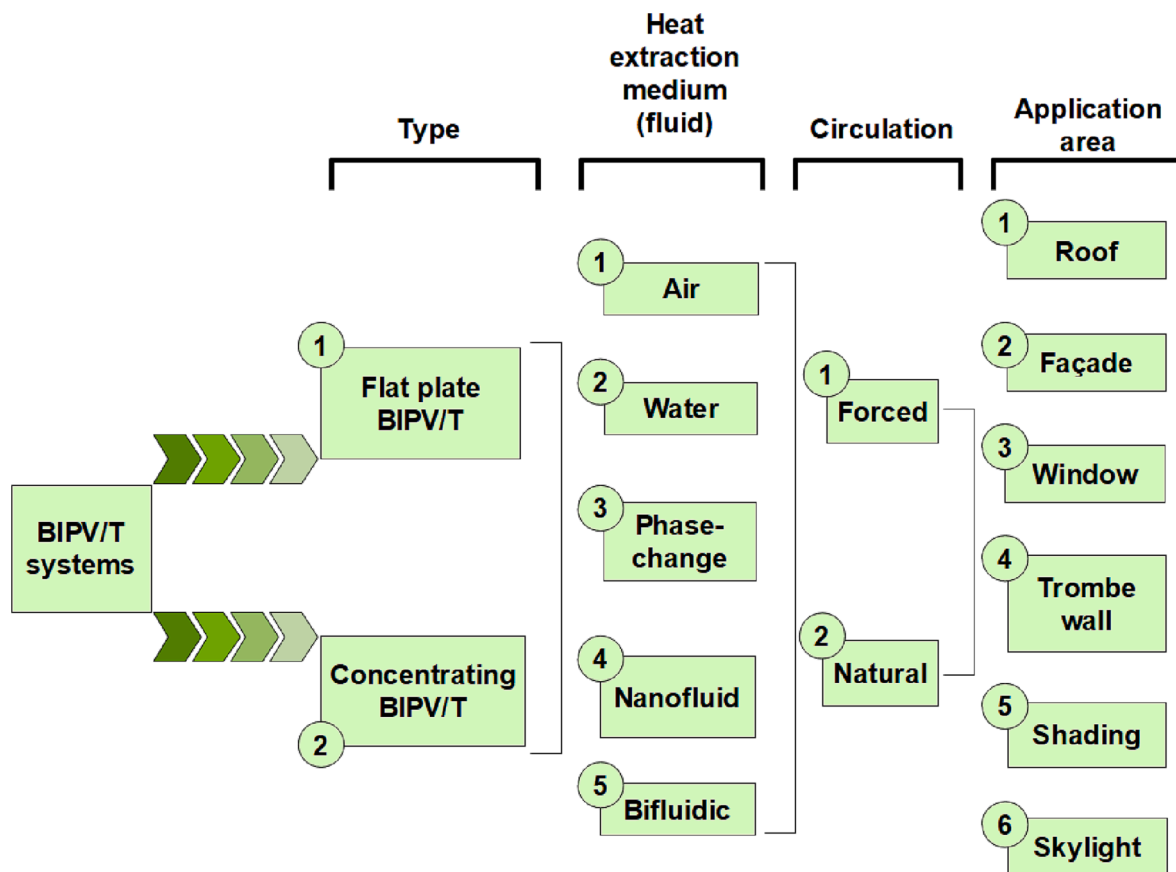 Heat
extraction
medium
(fluid)
Type
Circulation
Application
area
BIPV/T
systems
1
Flat plate
BIPV/T
Concentrating
BIPV/T
2
1
Air
2
Water
3
Phase-
change
4
Nanofluid
5
Bifluidic
1
Forced
2
Natural
1
Roof
2
Façade
3
Window
4
Trombe
wall
5
Shading
6
Skylight